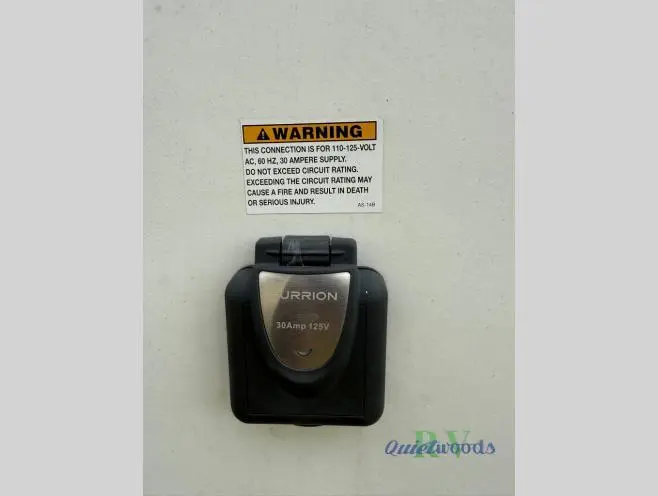 WARNING
THIS CONNECTION IS FOR 110-125-VOLT
AC, 60 HZ, 30 AMPERE SUPPLY.
DO NOT EXCEED CIRCUIT RATING.
EXCEEDING THE CIRCUIT RATING MAY
CAUSE A FIRE AND RESULT IN DEATH
OR SERIOUS INJURY.
AS-14B
URRION
30Amp 125V
RV
Quietwoods